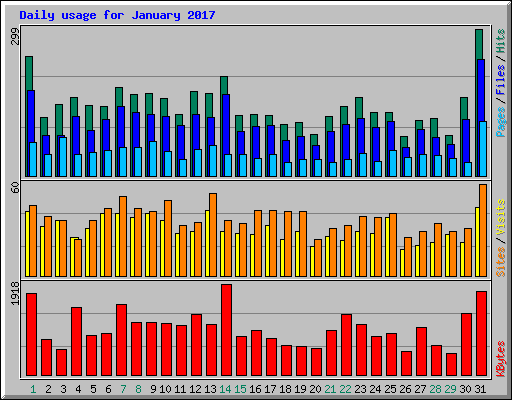 Daily usage for January 2017
299
Pages / Files / Hits
60
Sites / Visits
1918
KBytes
1 2 3 4 5 6 7 8 9 10 11 12 13 14 15 16 17 18 19 20 21 22 23 24 25 26 27 28 29 30 31